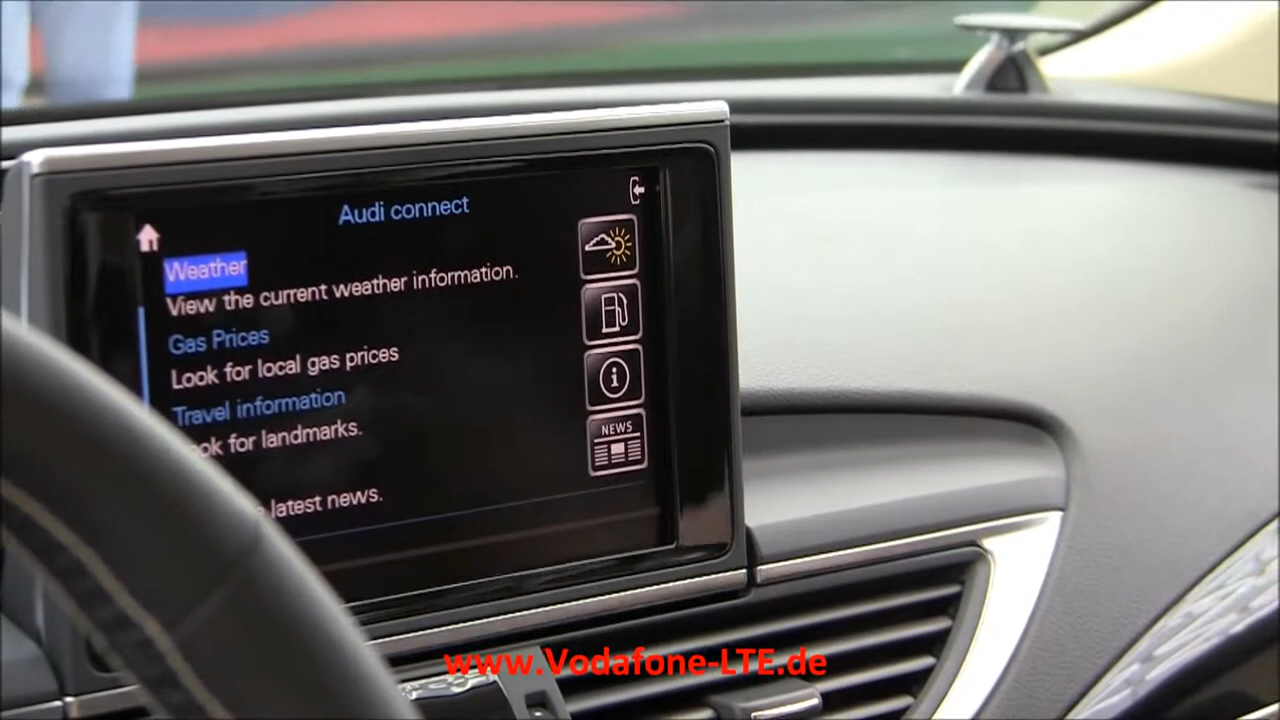 Audi connect
Weather
View the current weather information.
Gas Prices
Look for local gas prices
Travel information
for landmarks.
latest news.
NEWS
www.Vodafone-LTE.de